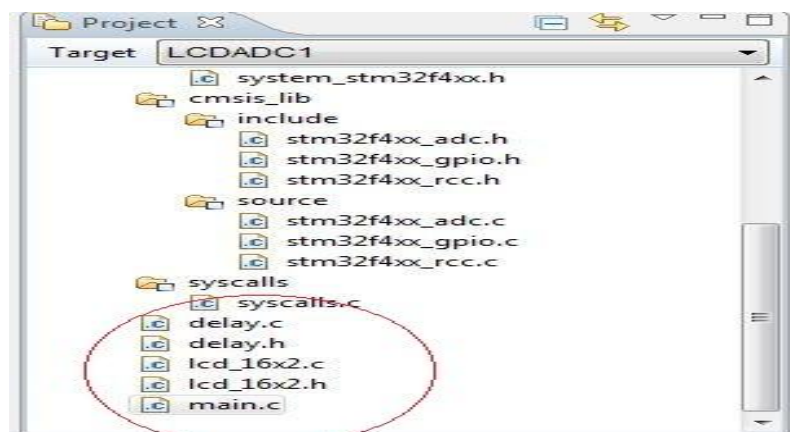 Project
Target LCDADC1
system_stm32f4xx.h
cmsis_lib
include
stm32f4xx_adc.h
stm32f4xx_gpio.h
stm32f4xx_rcc.h
source
stm32f4xx_adc.c
stm32f4xx_gpio.c
stm32f4xx_rcc.c
syscalls
syscalls.c
delay.c
delay.h
lcd_16x2.c
lcd_16x2.h
main.c